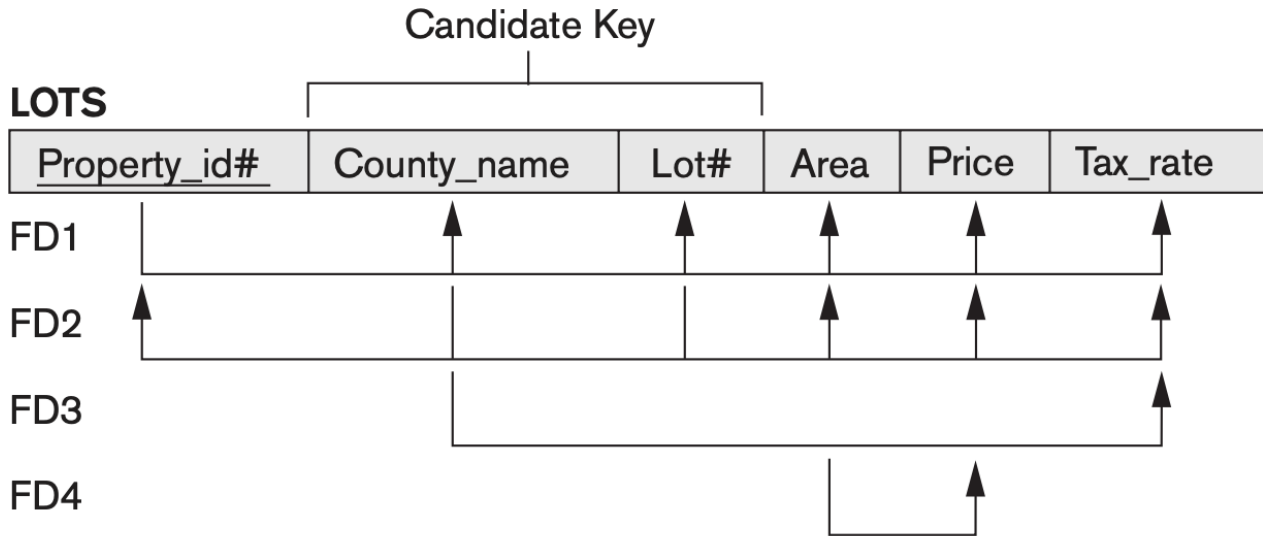 Candidate Key
LOTS
Property_id# County_name Lot# Area Price Tax_rate
FD1
FD2
FD3
FD4